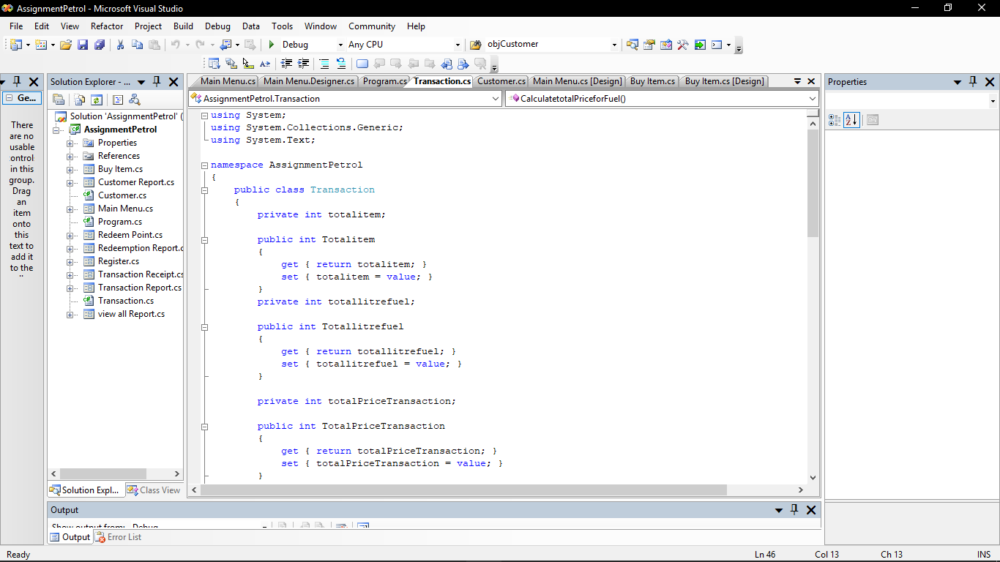 AssignmentPetrol - Microsoft Visual Studio
File Edit View Refactor Project Build Debug Data Tools Window Community Help
Debug Any CPU objCustomer
Solution Explorer - ...
Main Menu.cs Main Menu.Designer.cs Program.cs Transaction.cs Customer.cs Main Menu.cs [Design] Buy Item.cs Buy Item.cs [Design]
Properties
Ge...
There
are no
usable
controls
in this
group.
Drag
an
item
onto
this
text to
add it
to the
Solution 'AssignmentPetrol' (
AssignmentPetrol
Properties
References
Buy Item.cs
Customer Report.cs
Customer.cs
Main Menu.cs
Program.cs
Redeem Point.cs
Redemption Report.c
Register.cs
Transaction Receipt.cs
Transaction Report.cs
Transaction.cs
view all Report.cs
Solution Expl... Class View
AssignmentPetrol.Transaction CalculatetotalPriceforFuel()
using System;
using System.Collections.Generic;
using System.Text;
namespace AssignmentPetrol
{
public class Transaction
{
private int totalitem;
public int Totalitem
{
get { return totalitem; }
set { totalitem = value; }
}
private int totallitrefuel;
public int Totallitrefuel
{
get { return totallitrefuel; }
set { totallitrefuel = value; }
}
private int totalPriceTransaction;
public int TotalPriceTransaction
{
get { return totalPriceTransaction; }
set { totalPriceTransaction = value; }
}
Output
Show output from: Debug
Output Error List
Ready Ln 46 Col 13 Ch 13 INS